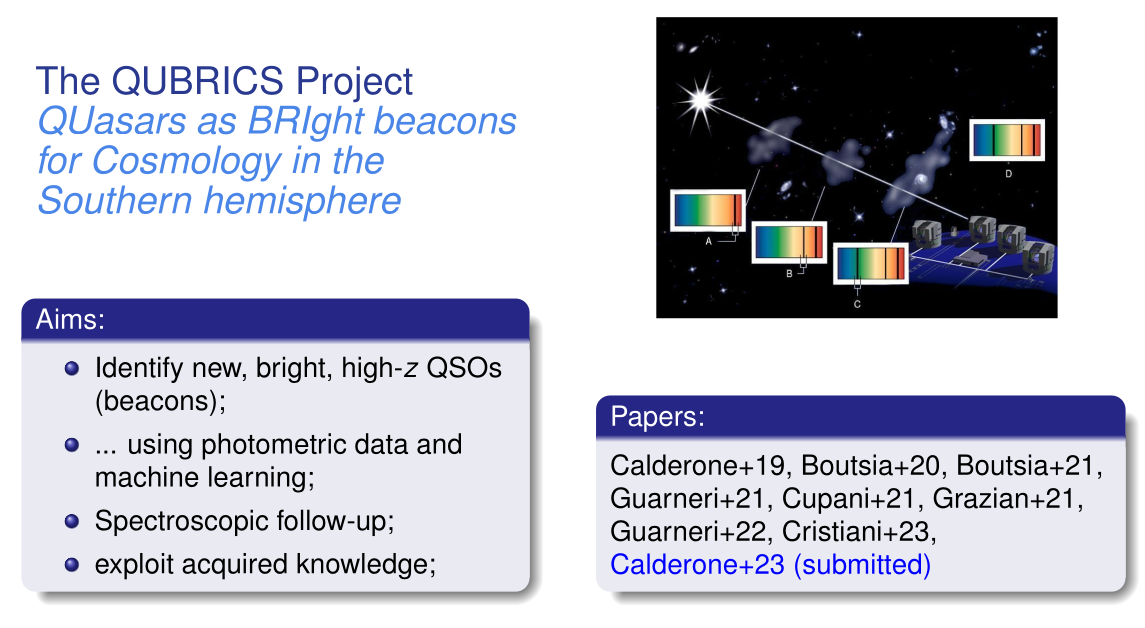 The QUBRICS Project
QUasars as BRIght beacons
for Cosmology in the
Southern hemisphere
A
B
C
D
Aims:
Identify new, bright, high-z QSOs
(beacons);
... using photometric data and
machine learning;
Spectroscopic follow-up;
exploit acquired knowledge;
Papers:
Calderone+19, Boutsia+20, Boutsia+21,
Guarneri+21, Cupani+21, Grazian+21,
Guarneri+22, Cristiani+23,
Calderone+23 (submitted)